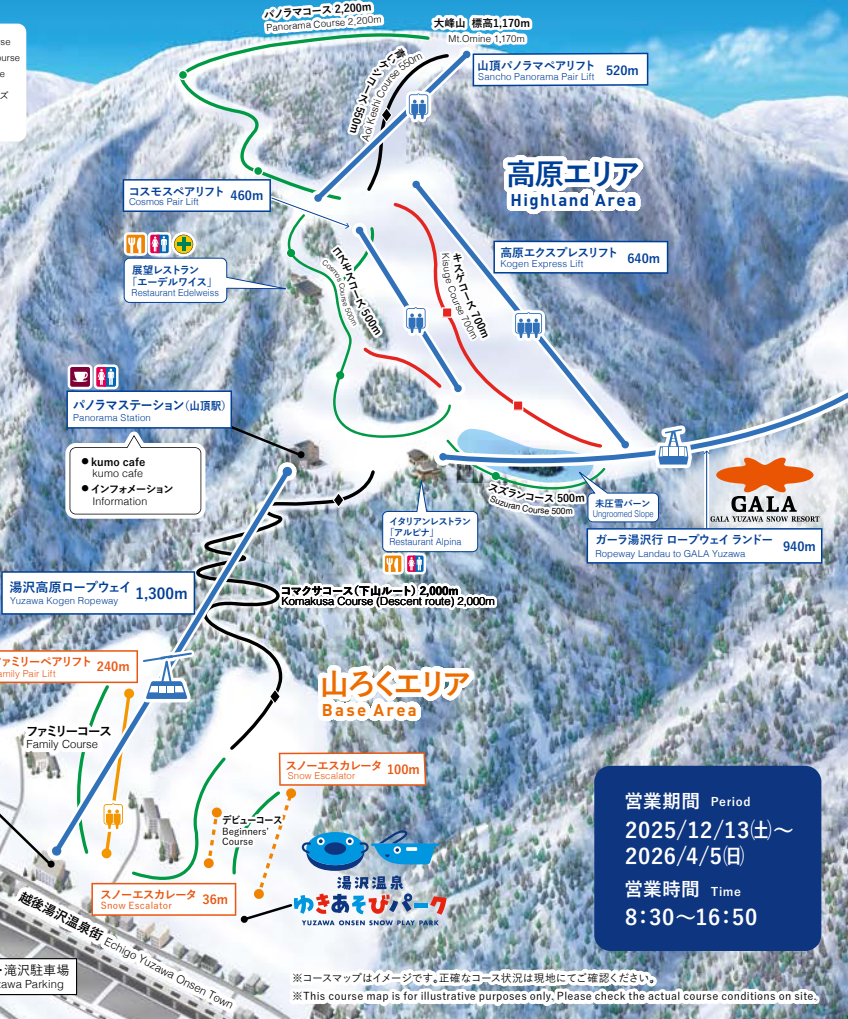 rse
ourse
e
ズ
パノラマコース 2,200m
Panorama Course 2,200m
大峰山 標高1,170m
Mt.Omine 1,170m
青いケシコース 550m
Aoi Keshi Course 550m
山頂パノラマペアリフト 520m
Sancho Panorama Pair Lift
高原エリア
Highland Area
コスモスペアリフト 460m
Cosmos Pair Lift
高原エクスプレスリフト 640m
Kogen Express Lift
展望レストラン
「エーデルワイス」
Restaurant Edelweiss
コスモスコース 500m
Cosmos Course 500m
キスゲコース 700m
Kisuge Course 700m
パノラマステーション(山頂駅)
Panorama Station
● kumo cafe
kumo cafe
● インフォメーション
Information
イタリアンレストラン
「アルピナ」
Restaurant Alpina
スズランコース 500m
Suzuran Course 500m
未圧雪バーン
Ungroomed Slope
GALA
GALA YUZAWA SNOW RESORT
ガーラ湯沢行 ロープウェイ ランドー 940m
Ropeway Landau to GALA Yuzawa
湯沢高原ロープウェイ 1,300m
Yuzawa Kogen Ropeway
コマクサコース(下山ルート) 2,000m
Komakusa Course (Descent route) 2,000m
ファミリーペアリフト 240m
amily Pair Lift
山ろくエリア
Base Area
ファミリーコース
Family Course
スノーエスカレータ 100m
Snow Escalator
デビューコース
Beginners'
Course
スノーエスカレータ 36m
Snow Escalator
湯沢温泉
ゆきあそびパーク
YUZAWA ONSEN SNOW PLAY PARK
越後湯沢温泉街 Echigo Yuzawa Onsen Town
・滝沢駐車場
zawa Parking
営業期間 Period
2025/12/13(土)〜
2026/4/5(日)
営業時間 Time
8:30〜16:50
※コースマップはイメージです。正確なコース状況は現地にてご確認ください。
※This course map is for illustrative purposes only. Please check the actual course conditions on site.